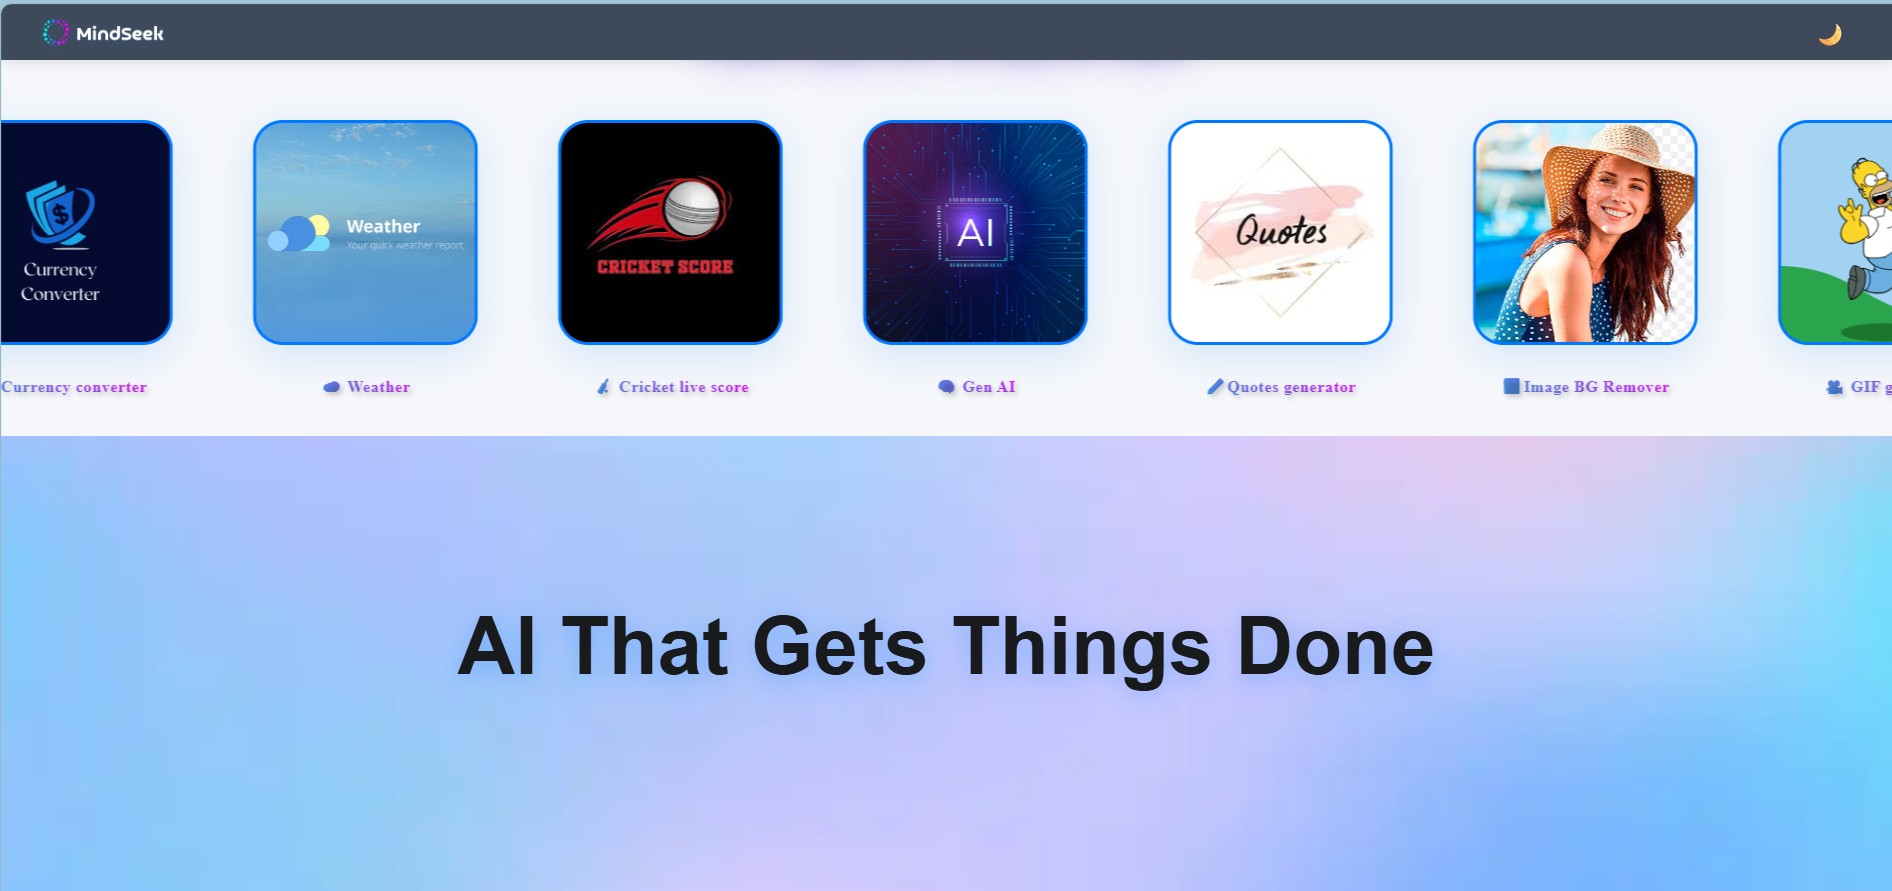 MindSeek
$
Currency
Converter
Weather
Your quick weather report
CRICKET SCORE
AI
Quotes
Currency converter
Weather
Cricket live score
Gen AI
Quotes generator
Image BG Remover
GIF
AI That Gets Things Done